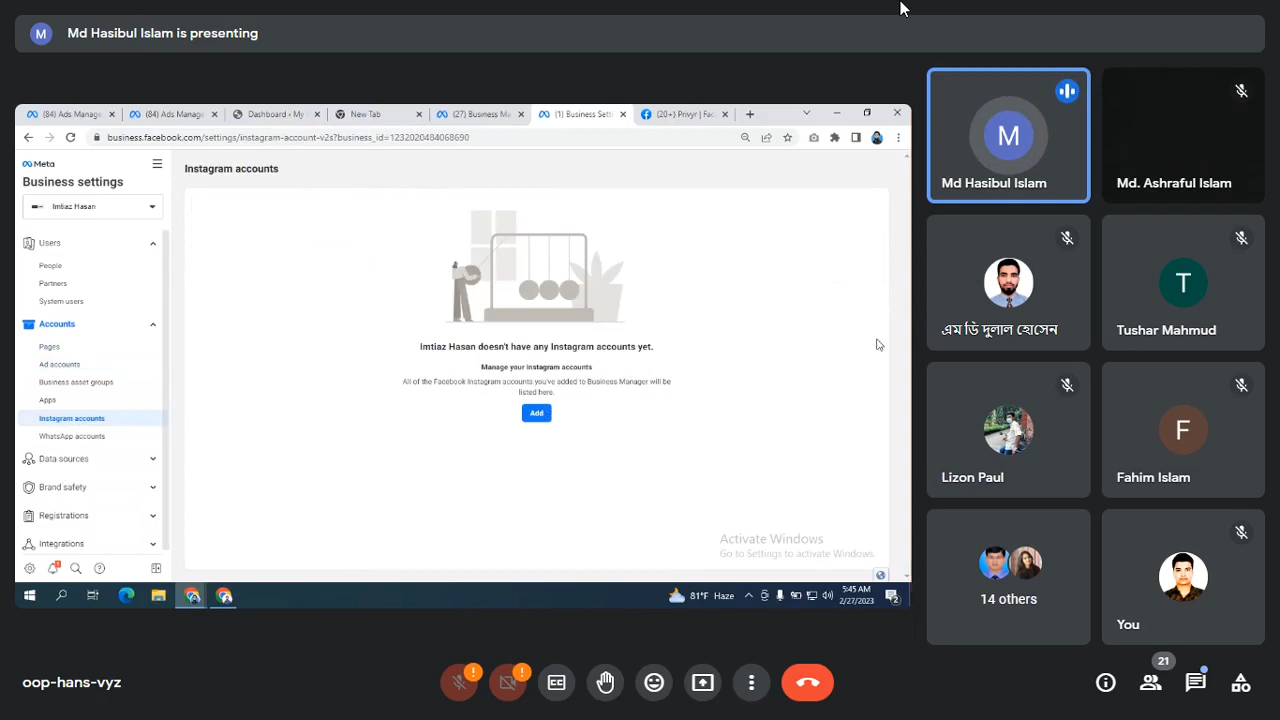 M Md Hasibul Islam is presenting
(84) Ads Manage
(84) Ads Manage
Dashboard ‹ My
New Tab
(27) Business M
(1) Business Setti
(20+) Privyr | Fac
business.facebook.com/settings/instagram-account-v2s?business_id=1232020484068690
Meta
Business settings
Imtiaz Hasan
Users
People
Partners
System users
Accounts
Pages
Ad accounts
Business asset groups
Apps
Instagram accounts
WhatsApp accounts
Data sources
Brand safety
Registrations
Integrations
Instagram accounts
Imtiaz Hasan doesn't have any Instagram accounts yet.
Manage your Instagram accounts
All of the Facebook Instagram accounts you've added to Business Manager will be
listed here.
Add
Activate Windows
Go to Settings to activate Windows.
81°F Haze
5:45 AM
2/27/2023
2
M
Md Hasibul Islam
Md. Ashraful Islam
এম ডি দুলাল হোসেন
T
Tushar Mahmud
Lizon Paul
F
Fahim Islam
14 others
You
oop-hans-vyz
CC
21